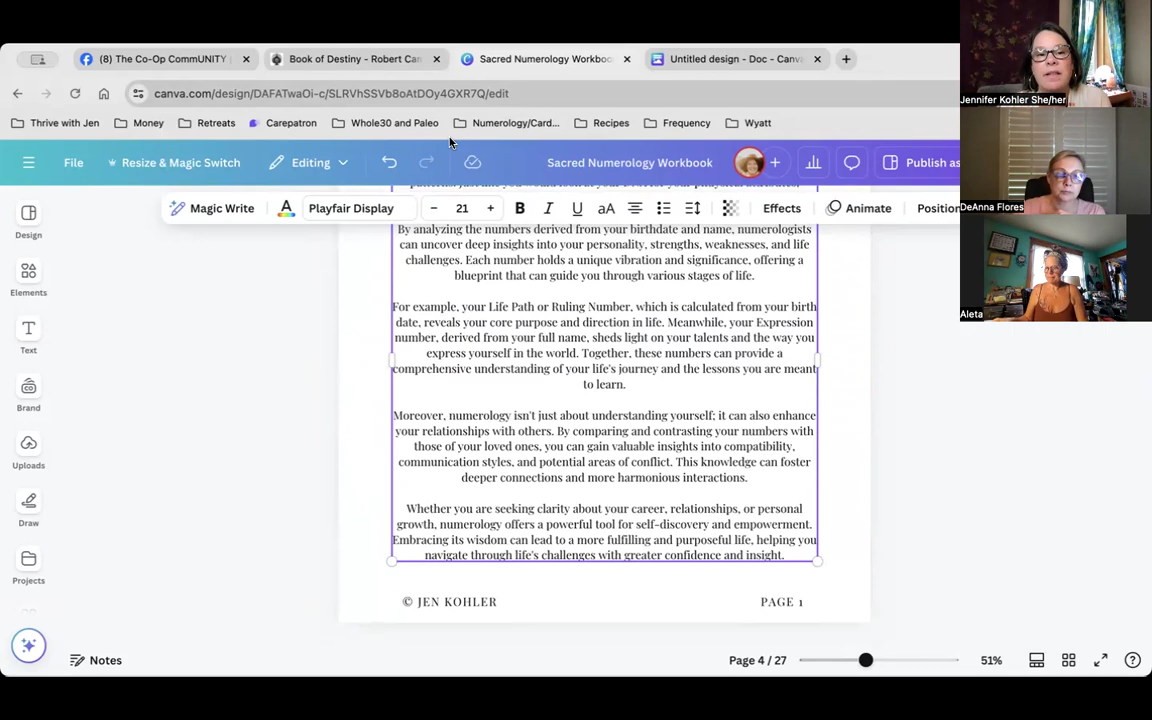 (8) The Co-Op CommUNITY
Book of Destiny - Robert Can
Sacred Numerology Workboo
Untitled design - Doc - Canva
canva.com/design/DAFATwaOi-c/SLRVhSSVb8oAtDOy4GXR7Q/edit
Thrive with Jen
Money
Retreats
Carepatron
Whole30 and Paleo
Numerology/Card...
Recipes
Frequency
Wyatt
File
Resize & Magic Switch
Editing
Sacred Numerology Workbook
Publish as
Magic Write
Playfair Display
21
B I U aA
Effects
Animate
Position
By analyzing the numbers derived from your birthdate and name, numerologists
can uncover deep insights into your personality, strengths, weaknesses, and life
challenges. Each number holds a unique vibration and significance, offering a
blueprint that can guide you through various stages of life.
For example, your Life Path or Ruling Number, which is calculated from your birth
date, reveals your core purpose and direction in life. Meanwhile, your Expression
number, derived from your full name, sheds light on your talents and the way you
express yourself in the world. Together, these numbers can provide a
comprehensive understanding of your life's journey and the lessons you are meant
to learn.
Moreover, numerology isn't just about understanding yourself; it can also enhance
your relationships with others. By comparing and contrasting your numbers with
those of your loved ones, you can gain valuable insights into compatibility,
communication styles, and potential areas of conflict. This knowledge can foster
deeper connections and more harmonious interactions.
Whether you are seeking clarity about your career, relationships, or personal
growth, numerology offers a powerful tool for self-discovery and empowerment.
Embracing its wisdom can lead to a more fulfilling and purposeful life, helping you
navigate through life's challenges with greater confidence and insight.
© JEN KOHLER
PAGE 1
Design
Elements
Text
Brand
Uploads
Draw
Projects
Notes
Page 4 / 27
51%
Jennifer Kohler She/her
DeAnna Flores
Aleta